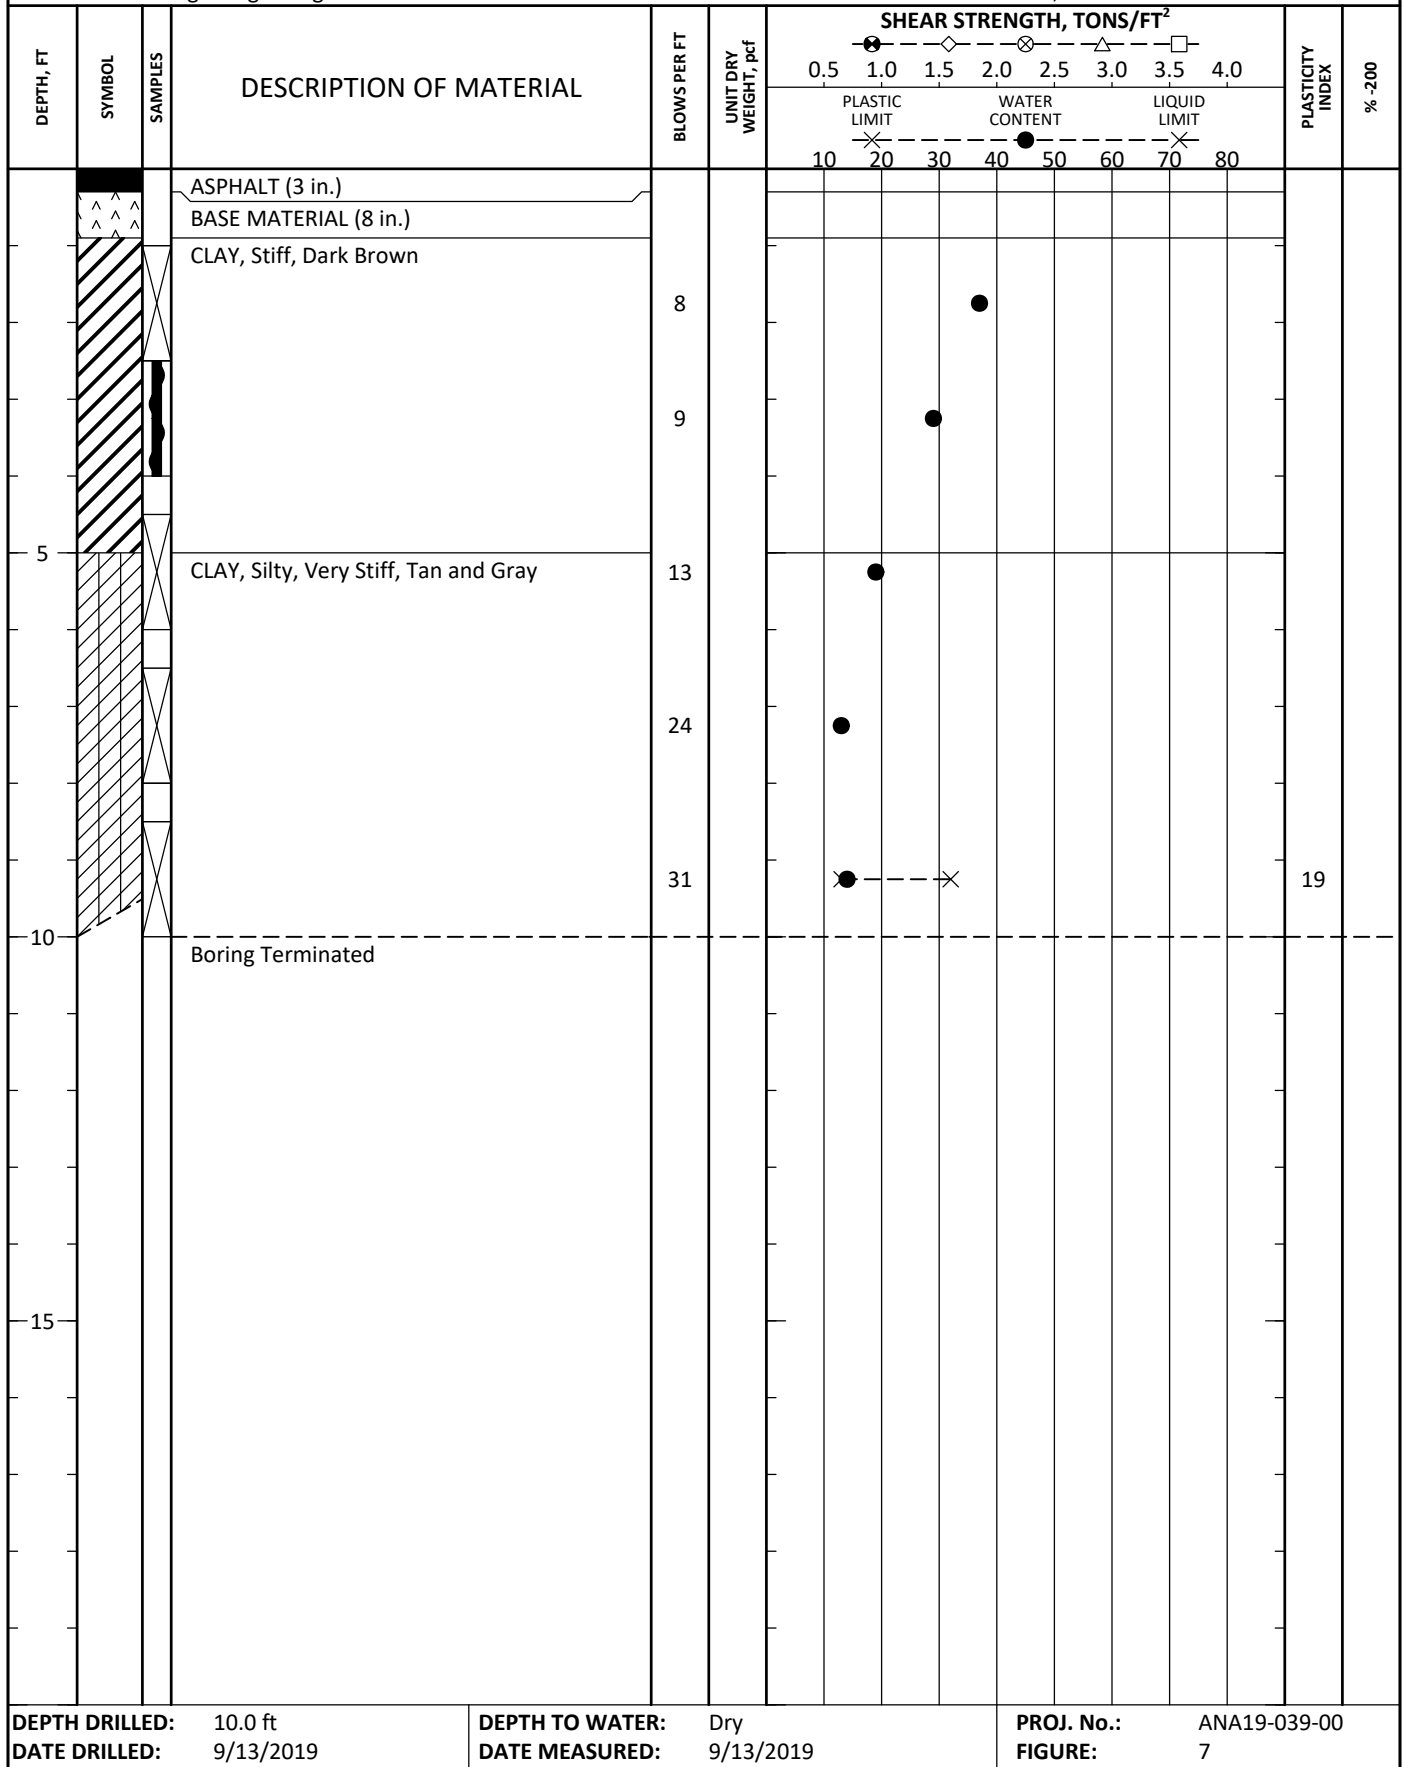 SHEAR STRENGTH, TONS/FT²
DEPTH, FT
SYMBOL
SAMPLES
DESCRIPTION OF MATERIAL
BLOWS PER FT
UNIT DRY
WEIGHT, pcf
0.5 1.0 1.5 2.0 2.5 3.0 3.5 4.0
PLASTIC
LIMIT
WATER
CONTENT
LIQUID
LIMIT
10 20 30 40 50 60 70 80
PLASTICITY
INDEX
% -200
ASPHALT (3 in.)
BASE MATERIAL (8 in.)
CLAY, Stiff, Dark Brown
8
9
5
CLAY, Silty, Very Stiff, Tan and Gray
13
24
31
19
10
Boring Terminated
15
DEPTH DRILLED: 10.0 ft
DATE DRILLED: 9/13/2019
DEPTH TO WATER: Dry
DATE MEASURED: 9/13/2019
PROJ. No.: ANA19-039-00
FIGURE: 7